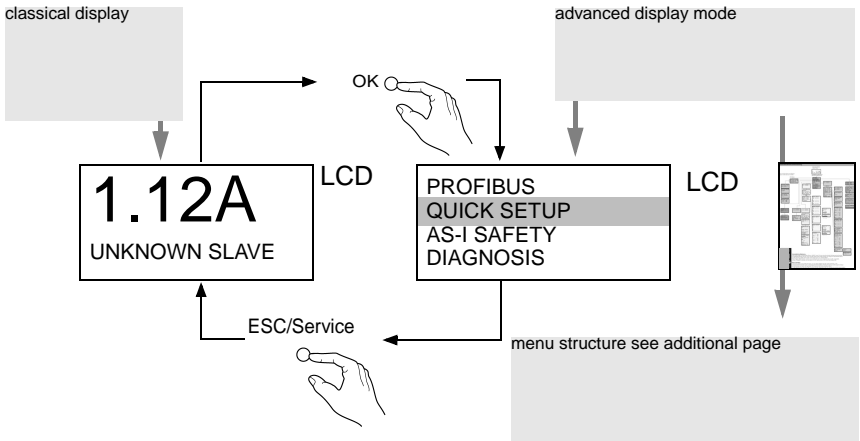 classical display
advanced display mode
OK
LCD
1.12A
UNKNOWN SLAVE
PROFIBUS
QUICK SETUP
AS-I SAFETY
DIAGNOSIS
LCD
ESC/Service
menu structure see additional page